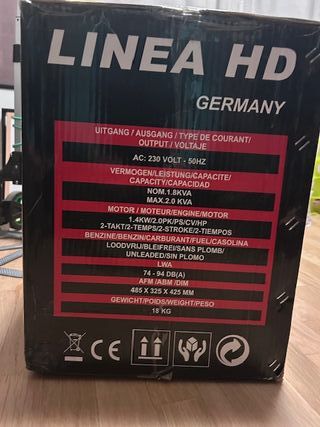 LINEA HD
GERMANY
UITGANG / AUSGANG / TYPE DE COURANT/
OUTPUT / VOLTAJE
AC: 230 VOLT - 50HZ
VERMOGEN/LEISTUNG/CAPACITE/
CAPACITY/CAPACIDAD
NOM.1.8KVA
MAX.2.0 KVA
MOTOR / MOTEUR/ENGINE/MOTOR
1.4KW/2.0PK/PS/CV/HP
2-TAKT/2-TEMPS/2-STROKE/2-TIEMPOS
BENZINE/BENZIN/CARBURANT/FUEL/CASOLINA
LOODVRIJ/BLEIFREI/SANS PLOMB/
UNLEADED/SIN PLOMO
LWA
74 - 94 DB(A)
AFM /ABM /DIM
485 X 325 X 425 MM
GEWICHT/POIDS/WEIGHT/PESO
18 KG
CE